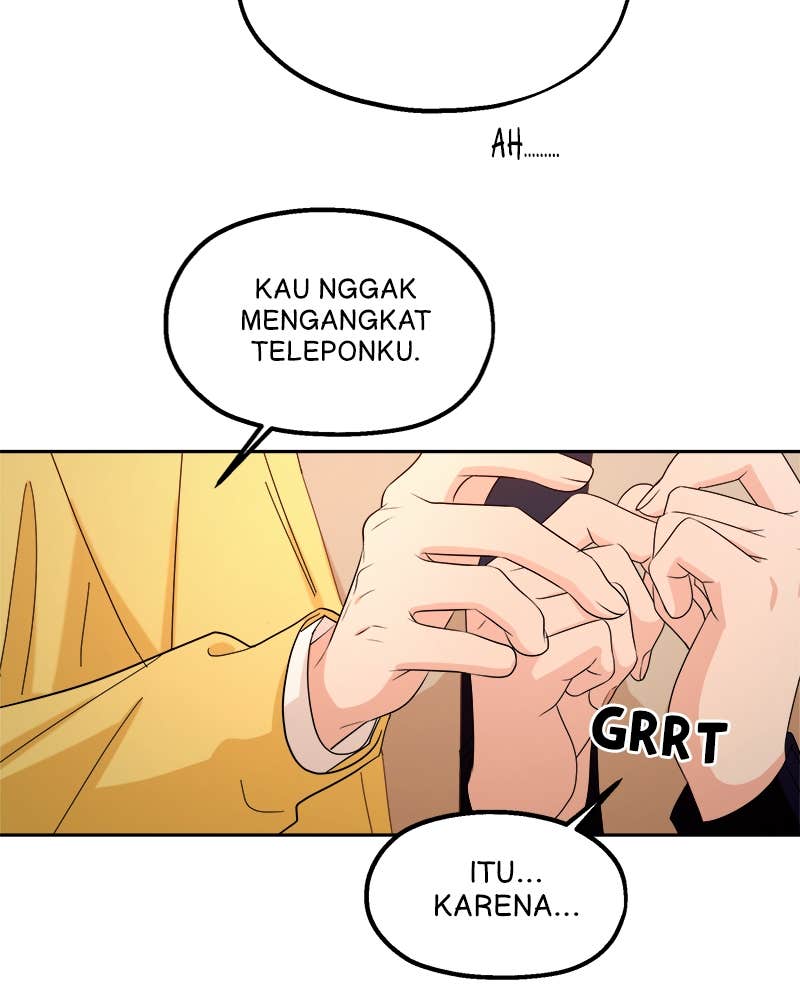 AH.........
KAU NGGAK
MENGANGKAT
TELEPONKU.
GRRT
ITU...
KARENA...